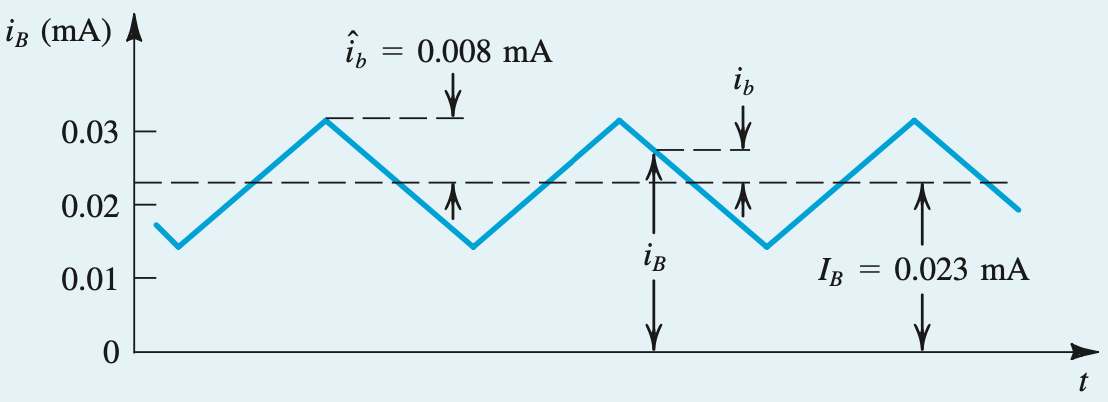 i_B (mA)
î_b = 0.008 mA
i_b
0.03
0.02
0.01
i_B
I_B = 0.023 mA
0
t